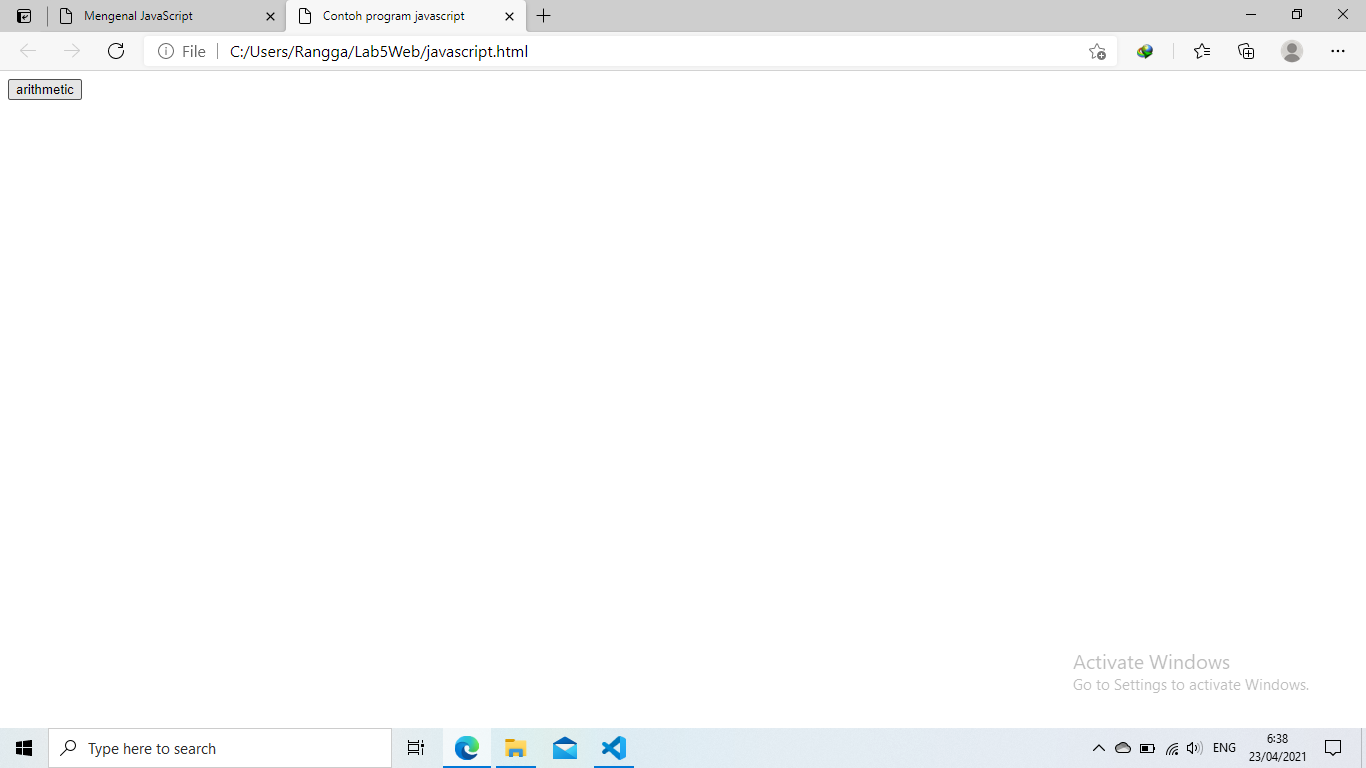 Mengenal JavaScript
Contoh program javascript
File
C:/Users/Rangga/Lab5Web/javascript.html
arithmetic
Activate Windows
Go to Settings to activate Windows.
Type here to search
ENG
6:38
23/04/2021